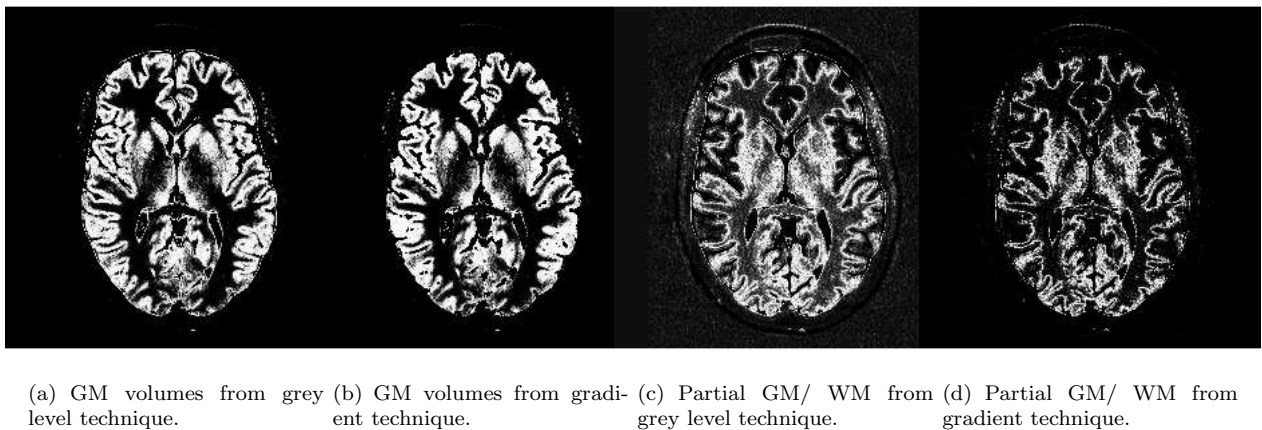 (a) GM volumes from grey level technique.
(b) GM volumes from gradi-
ent technique.
(c) Partial GM/ WM from
grey level technique.
(d) Partial GM/ WM from
gradient technique.